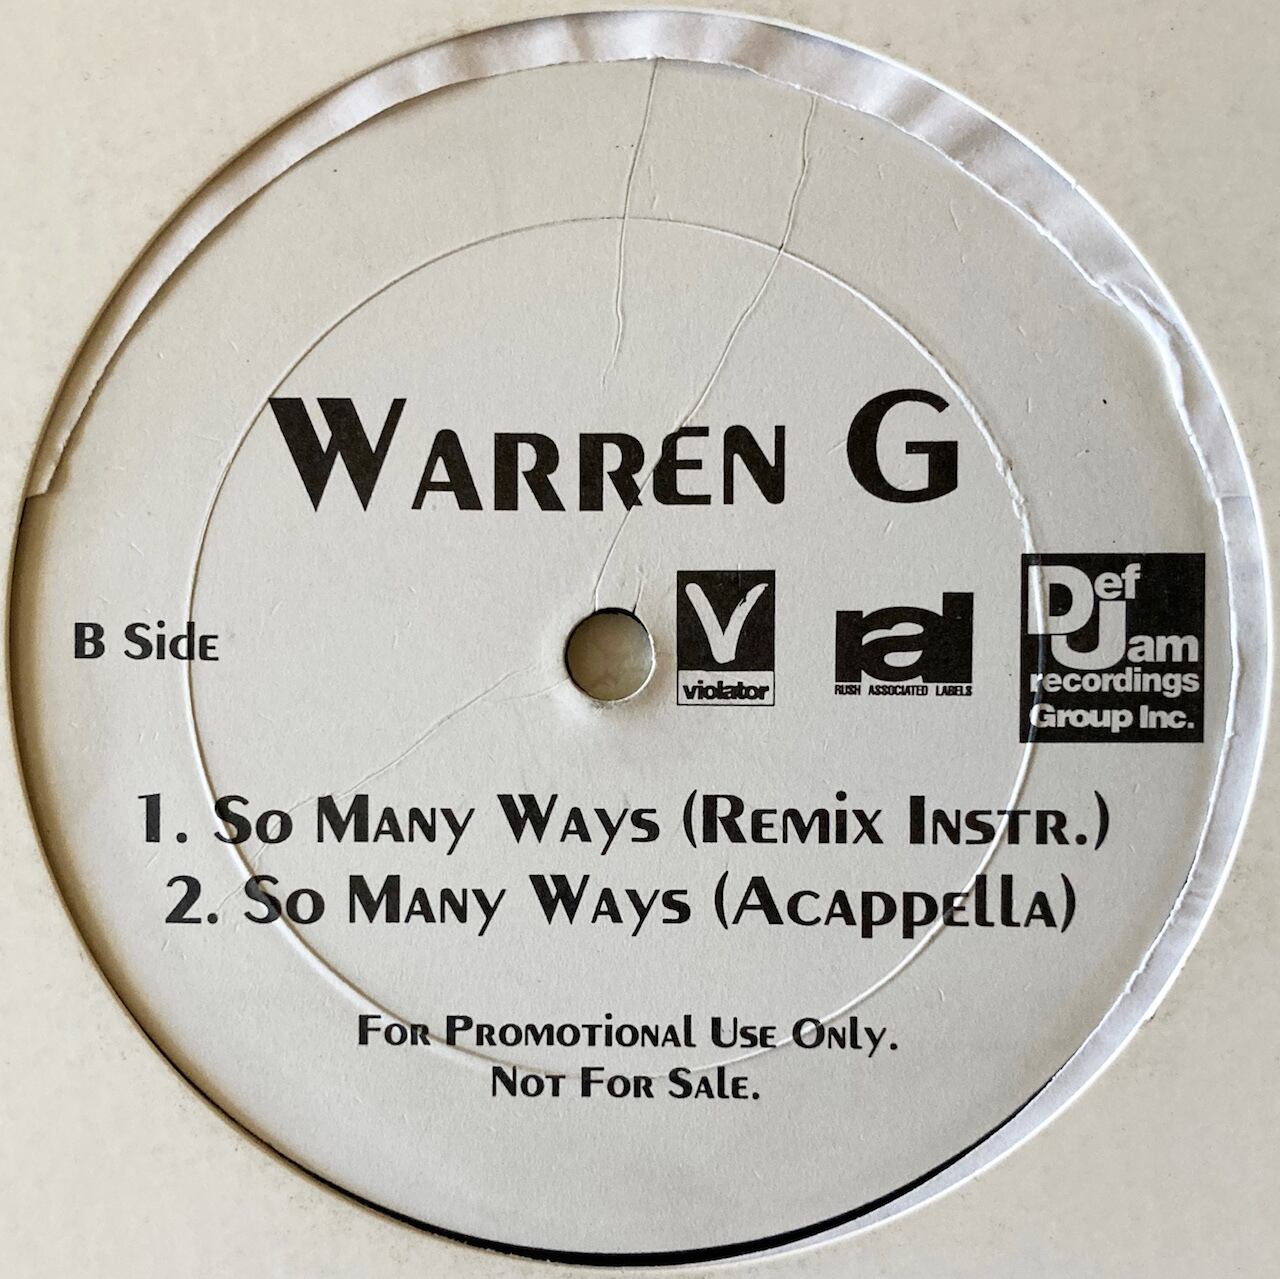 Warren G
B Side
V
violator
ral
RUSH ASSOCIATED LABELS
Def Jam
recordings
Group Inc.
1. So Many Ways (Remix Instr.)
2. So Many Ways (Acappella)
For Promotional Use Only.
Not For Sale.